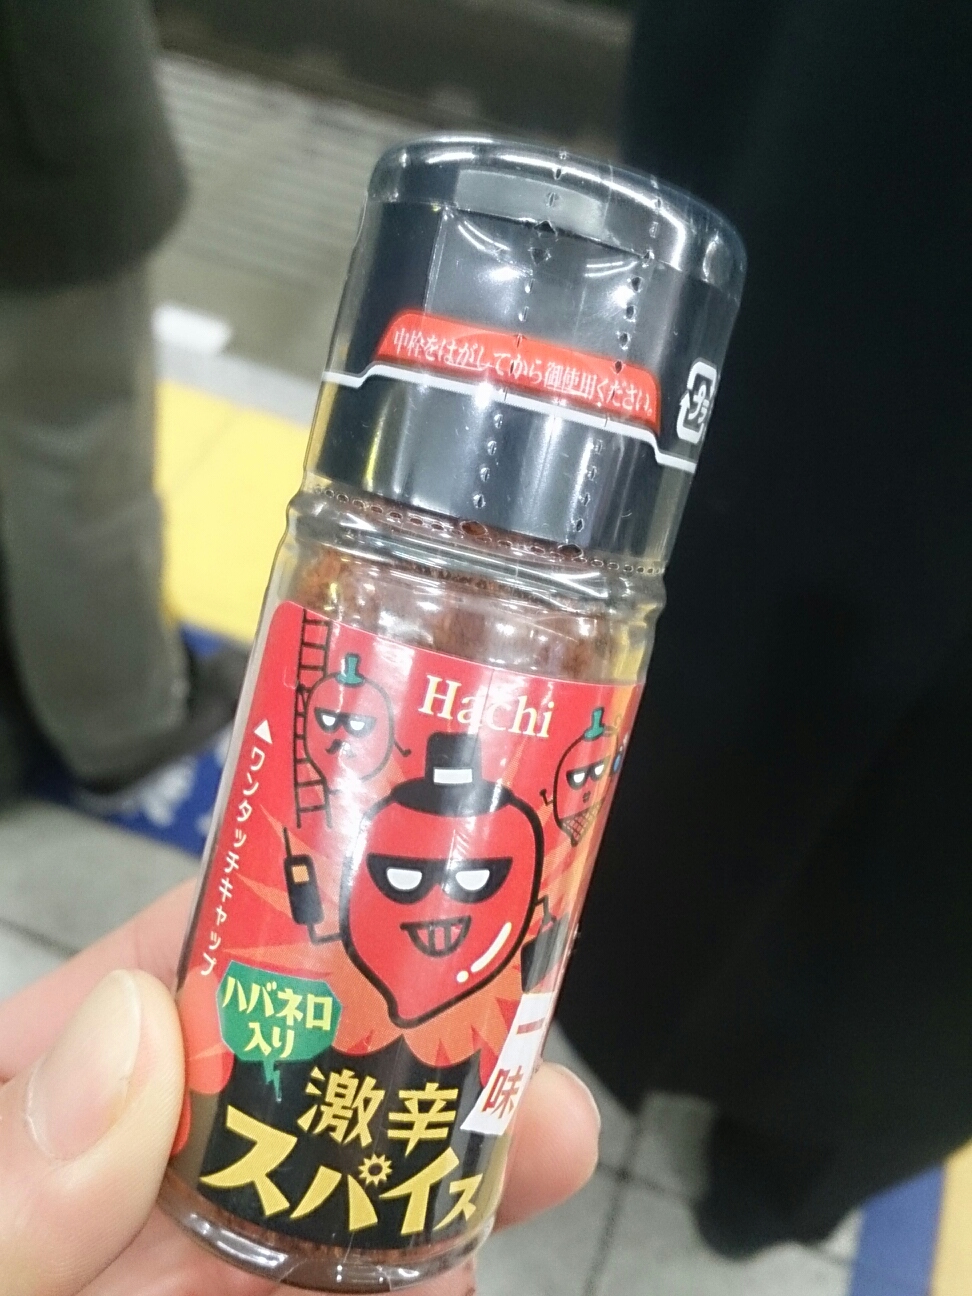 中栓をはがしてから御使用ください。
プラ
Hachi
▲ワンタッチキャップ
ハバネロ
入り
一味
激辛
スパイス